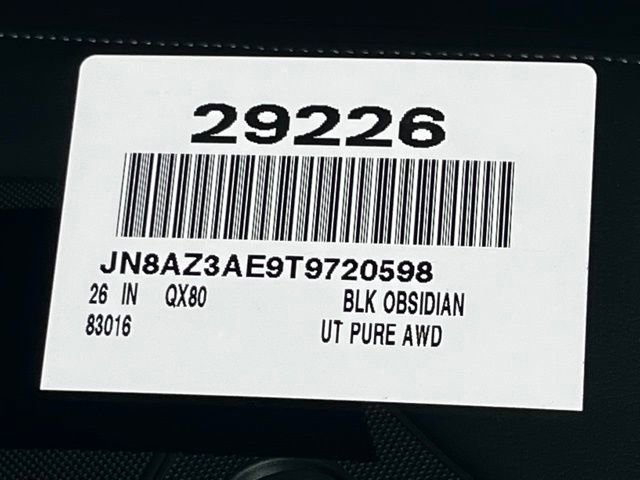 29226
JN8AZ3AE9T9720598
26 IN QX80 BLK OBSIDIAN
83016 UT PURE AWD